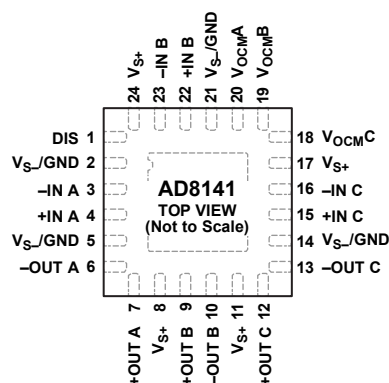 24 VS+
23 –IN B
22 +IN B
21 VS–/GND
20 VOCMA
19 VOCMB
DIS 1
VS–/GND 2
–IN A 3
+IN A 4
VS–/GND 5
–OUT A 6
AD8141
TOP VIEW
(Not to Scale)
18 VOCMC
17 VS+
16 –IN C
15 +IN C
14 VS–/GND
13 –OUT C
+OUT A 7
VS+ 8
+OUT B 9
–OUT B 10
VS+ 11
+OUT C 12